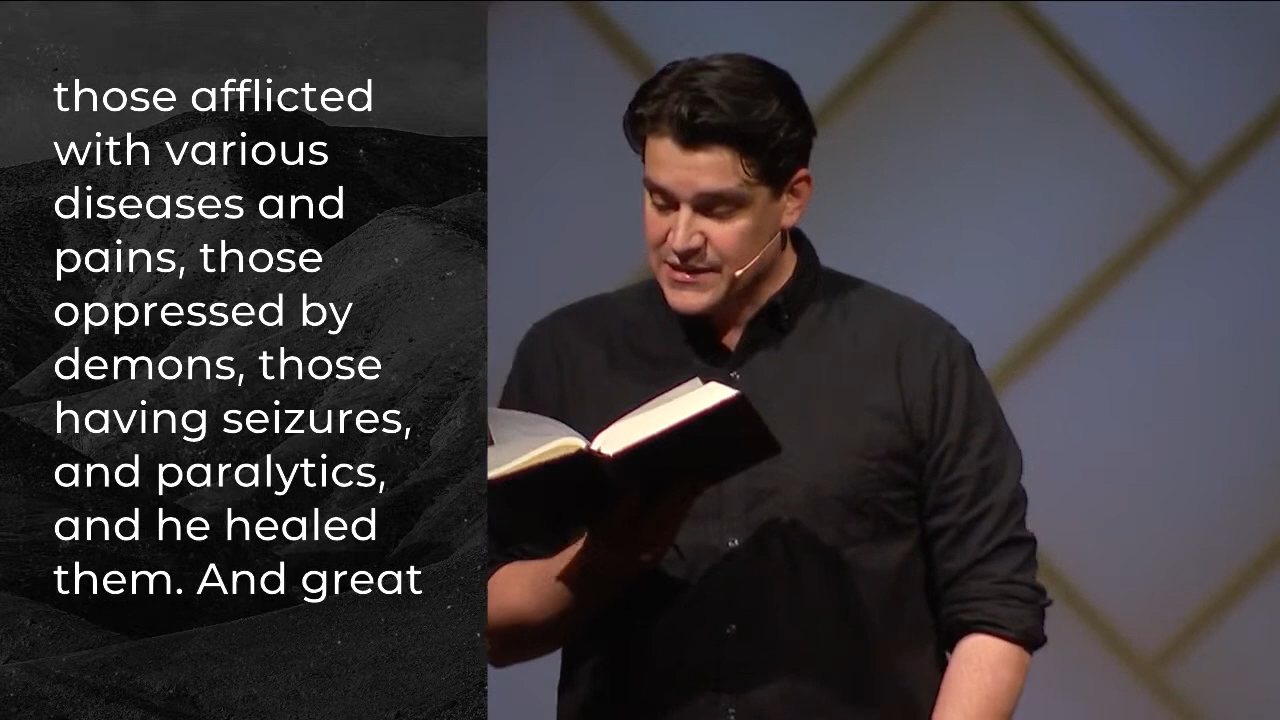 those afflicted
with various
diseases and
pains, those
oppressed by
demons, those
having seizures,
and paralytics,
and he healed
them. And great